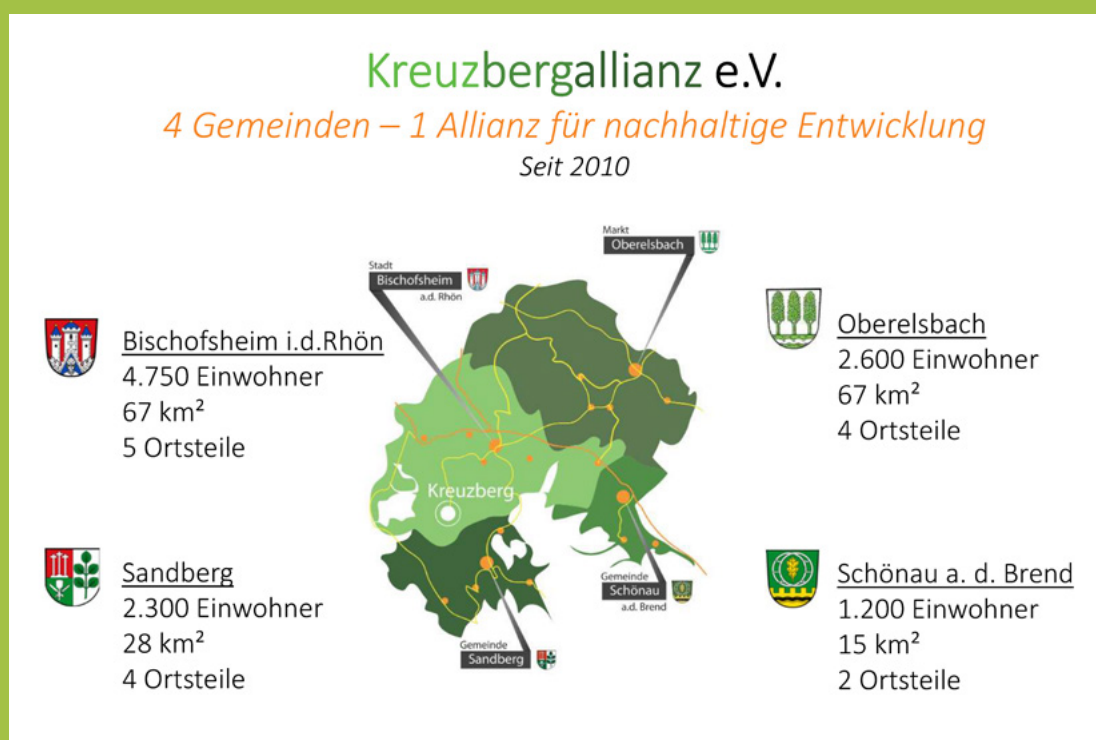 Kreuzbergallianz e.V.
4 Gemeinden – 1 Allianz für nachhaltige Entwicklung
Seit 2010
Markt
Oberelsbach
Stadt
Bischofsheim
a.d. Rhön
Kreuzberg
Gemeinde
Schönau
a.d. Brend
Gemeinde
Sandberg
Bischofsheim i.d.Rhön
4.750 Einwohner
67 km²
5 Ortsteile
Oberelsbach
2.600 Einwohner
67 km²
4 Ortsteile
Sandberg
2.300 Einwohner
28 km²
4 Ortsteile
Schönau a. d. Brend
1.200 Einwohner
15 km²
2 Ortsteile